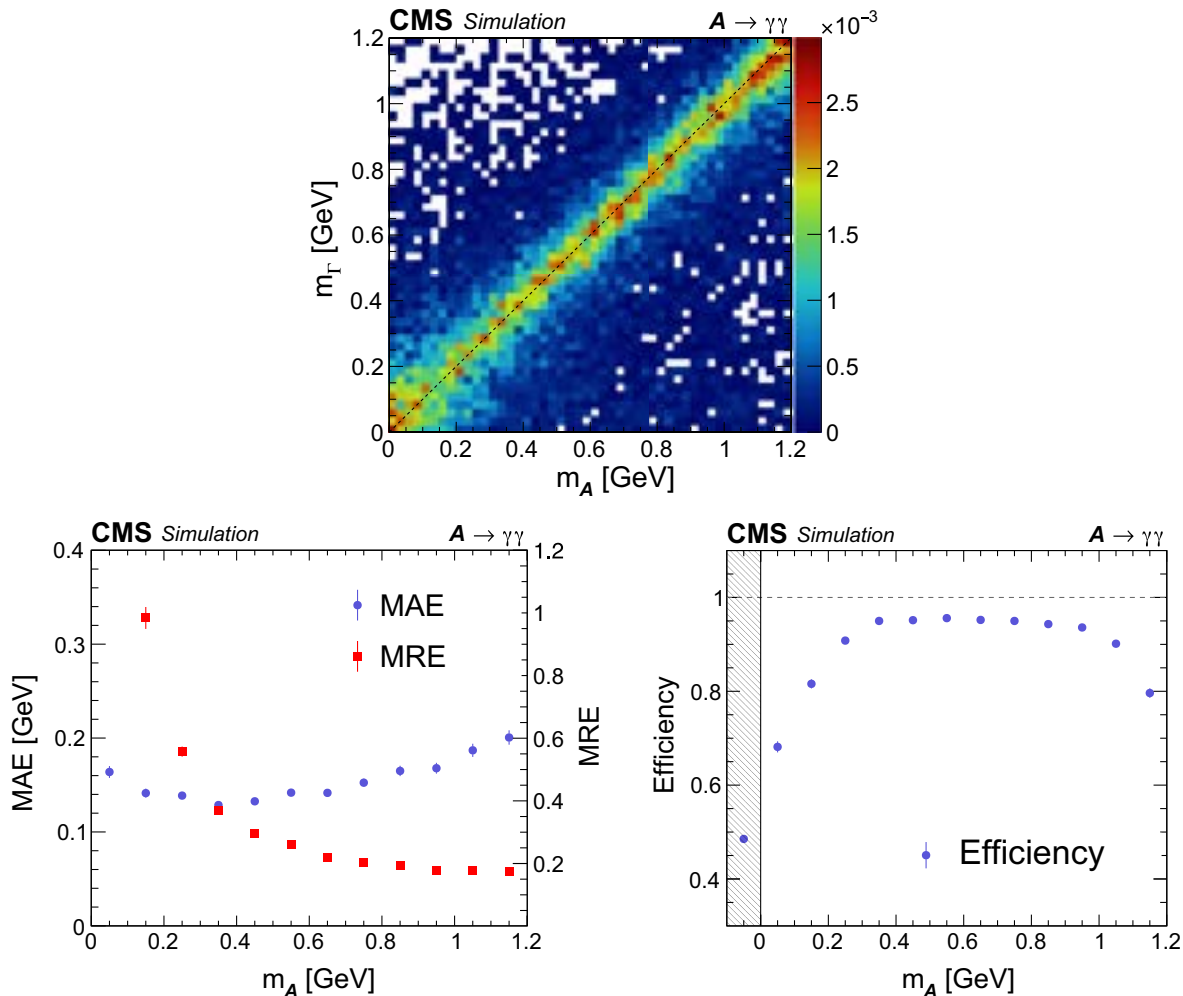 CMS Simulation A → γγ
×10⁻³
1.2
1
0.8
0.6
0.4
0.2
0
m_Γ [GeV]
0 0.2 0.4 0.6 0.8 1 1.2
m_A [GeV]
2.5
2
1.5
1
0.5
0
CMS Simulation A → γγ
0.4
0.3
0.2
0.1
0
MAE [GeV]
MAE
MRE
1.2
1
0.8
0.6
0.4
0.2
MRE
0 0.2 0.4 0.6 0.8 1 1.2
m_A [GeV]
CMS Simulation A → γγ
1
0.8
0.6
0.4
Efficiency
Efficiency
0 0.2 0.4 0.6 0.8 1 1.2
m_A [GeV]